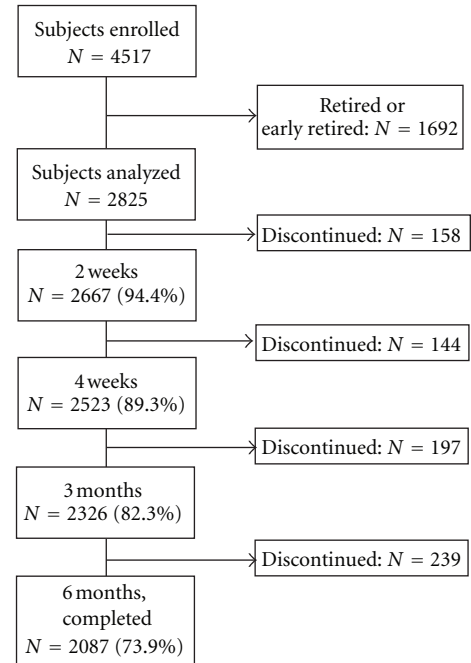 Subjects enrolled
N = 4517
Retired or
early retired: N = 1692
Subjects analyzed
N = 2825
Discontinued: N = 158
2 weeks
N = 2667 (94.4%)
Discontinued: N = 144
4 weeks
N = 2523 (89.3%)
Discontinued: N = 197
3 months
N = 2326 (82.3%)
Discontinued: N = 239
6 months,
completed
N = 2087 (73.9%)